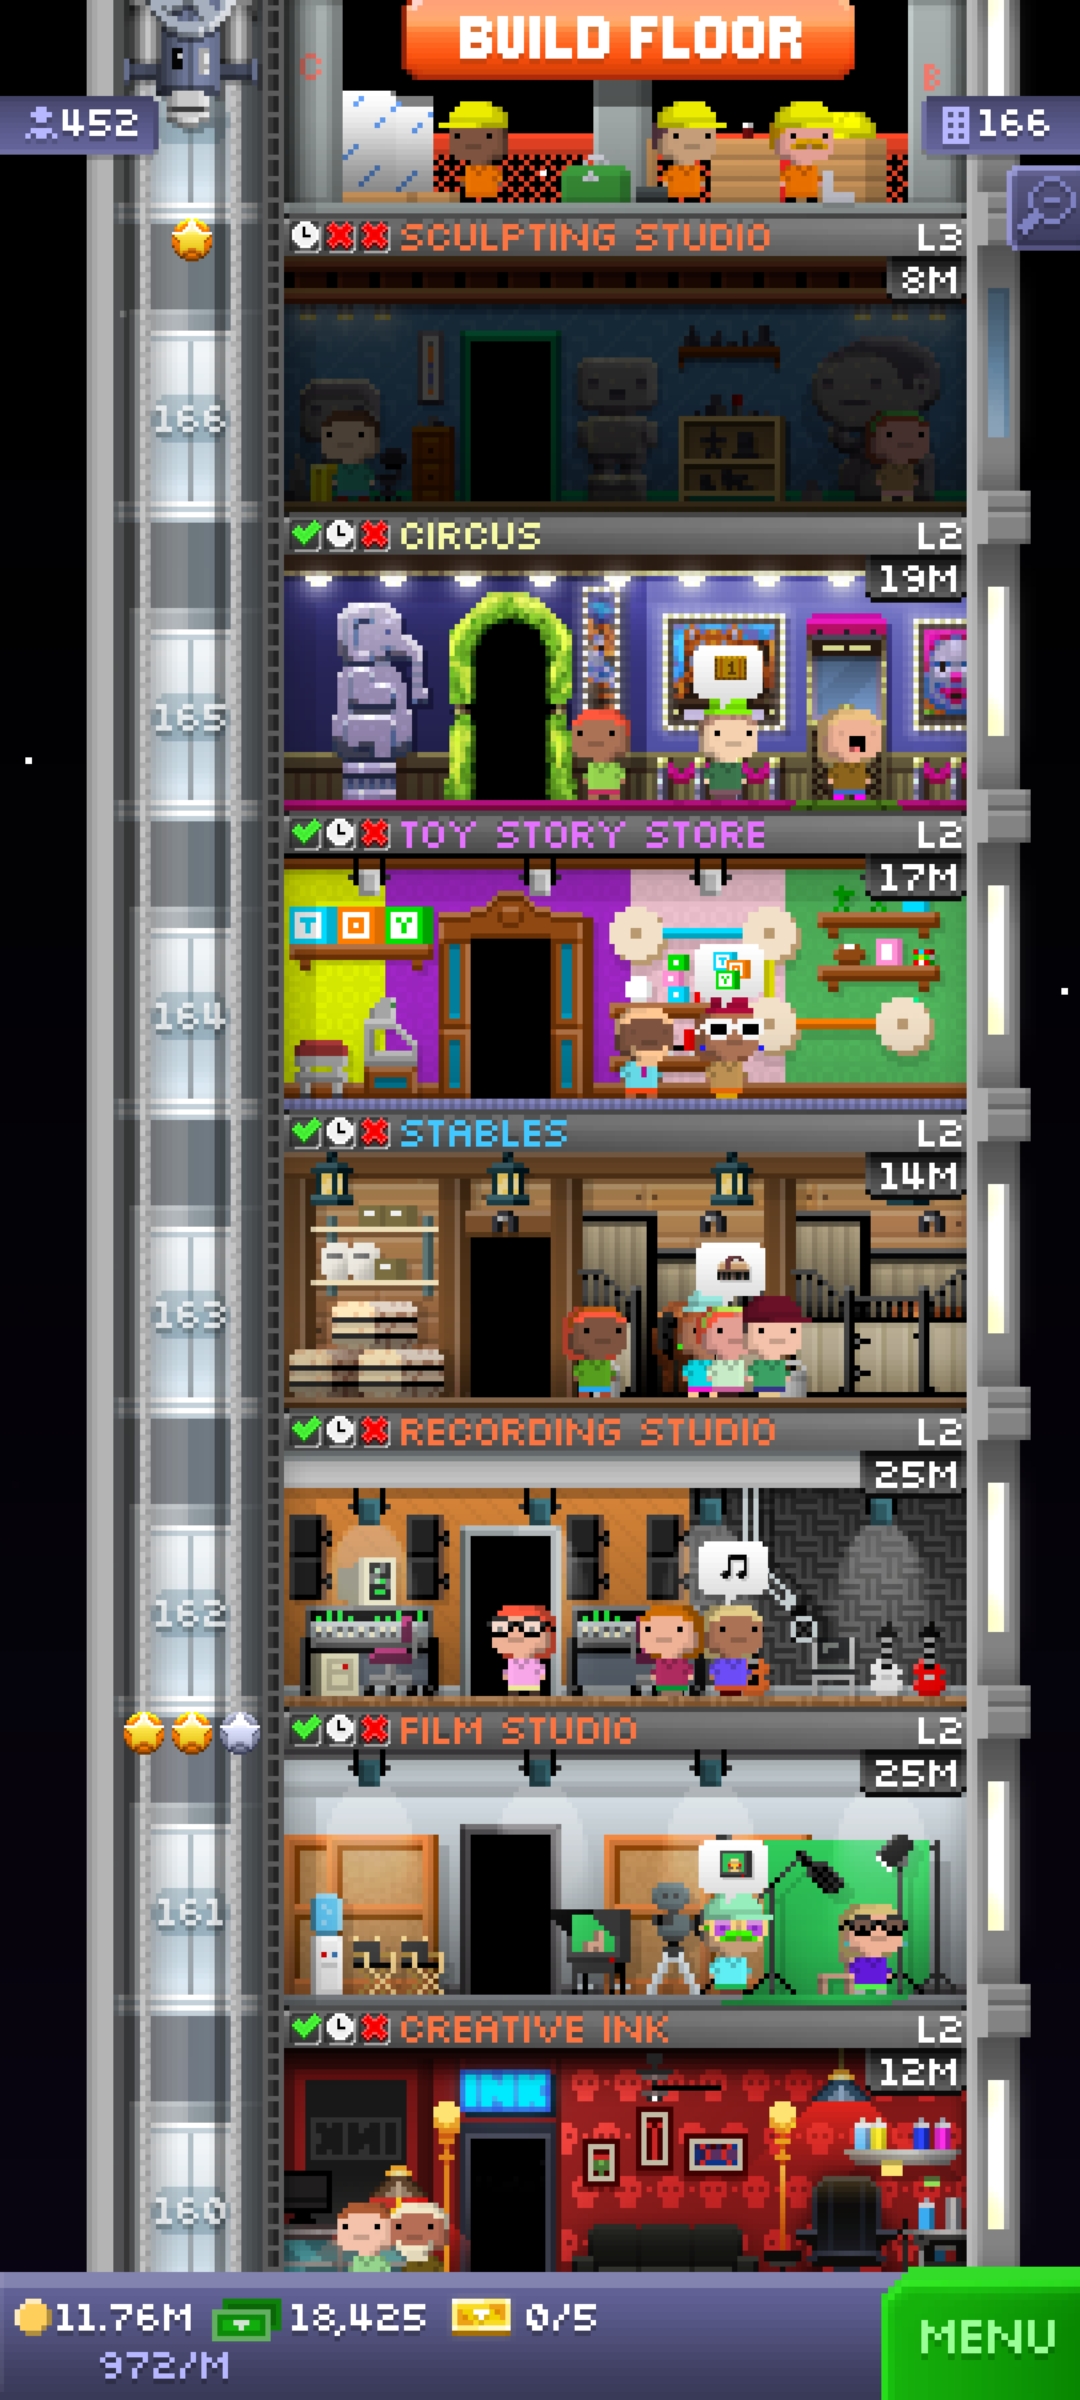 BUILD FLOOR
C
B
452
166
SCULPTING STUDIO L3
8M
166
CIRCUS L2
19M
1
165
TOY STORY STORE L2
17M
T O Y
T O Y
164
STABLES L2
14M
163
RECORDING STUDIO L2
25M
162
FILM STUDIO L2
25M
161
CREATIVE INK L2
12M
INK
INK
160
11.76M 18,425 0/5
972/M
MENU